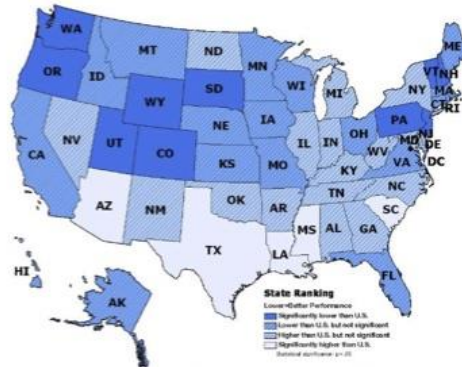 WA
MT
ND
MN
ME
OR
ID
WY
SD
WI
MI
VT
NH
NY
MA
CT
RI
NV
UT
CO
NE
IA
IL
IN
OH
PA
NJ
MD
DE
CA
KS
MO
KY
WV
VA
DC
AZ
NM
OK
AR
TN
NC
SC
TX
LA
MS
AL
GA
HI
AK
FL
State Ranking
Lower=Better Performance
Significantly lower than U.S.
Lower than U.S. but not significant
Higher than U.S. but not significant
Significantly higher than U.S.